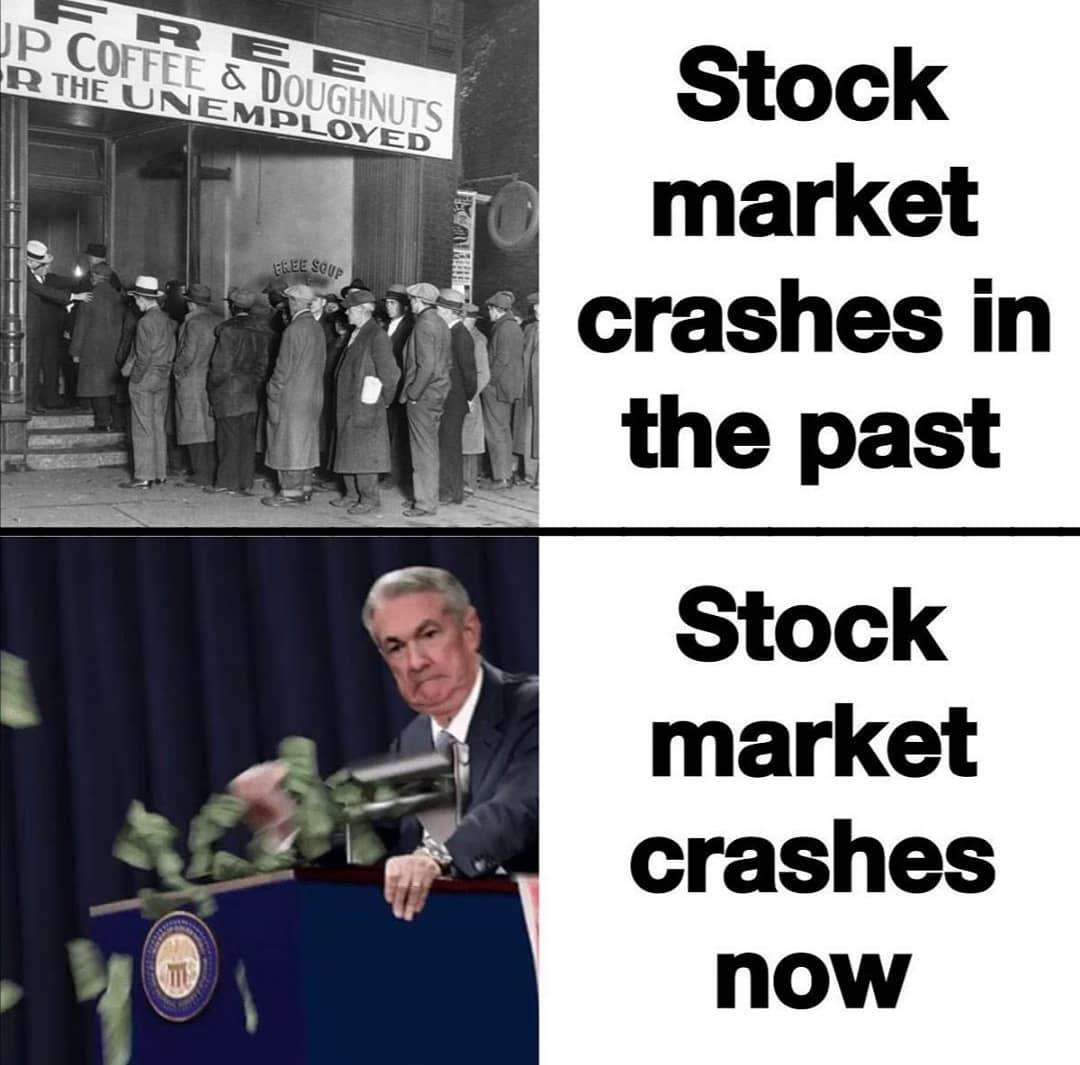 FREE
UP COFFEE & DOUGHNUTS
R THE UNEMPLOYED
FREE SOUP
Stock
market
crashes in
the past
Stock
market
crashes
now